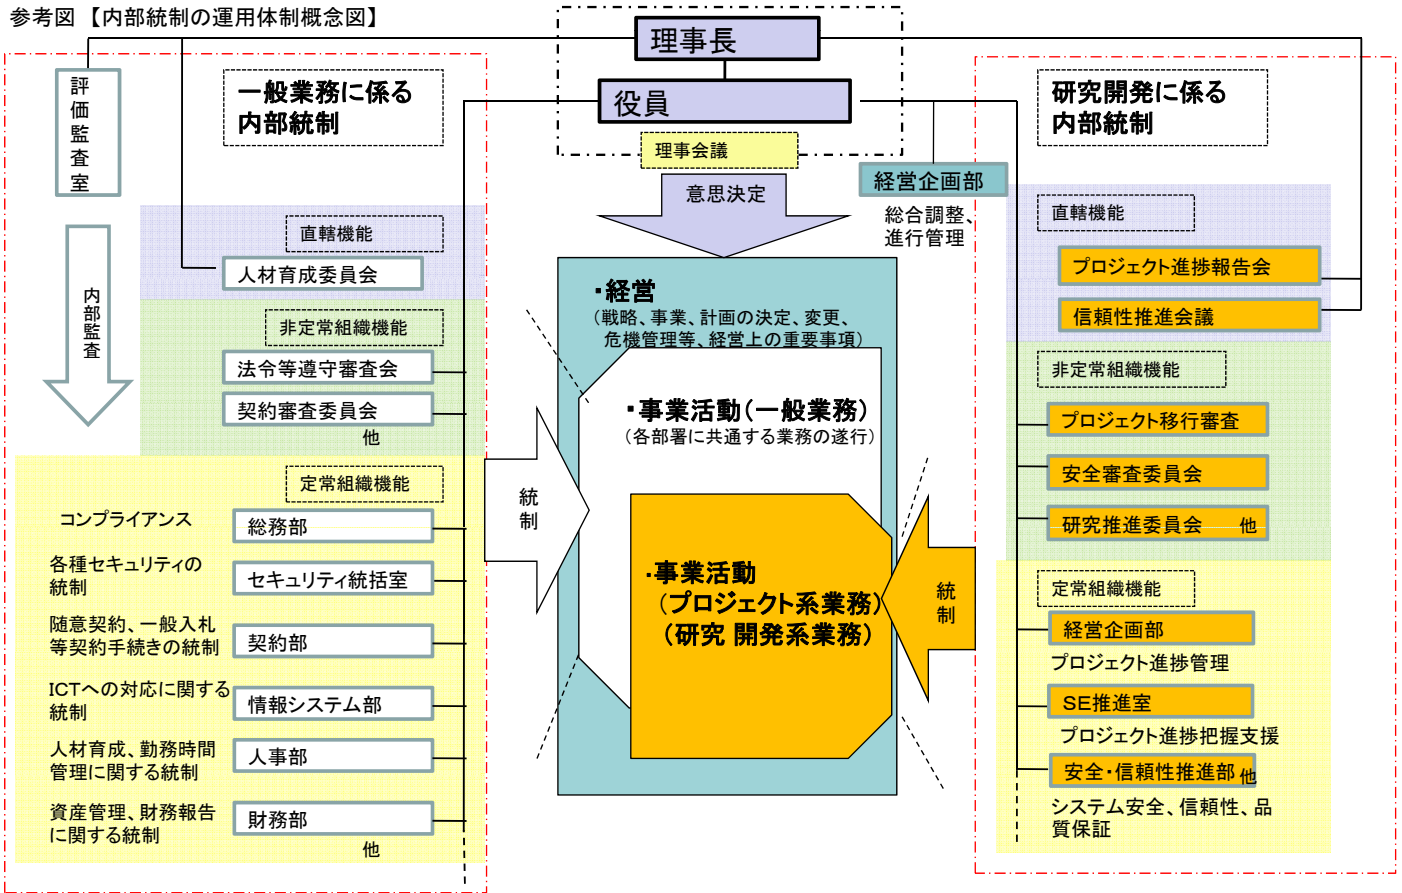 参考図 【内部統制の運用体制概念図】
理事長
役員
理事会議
意思決定
経営企画部
総合調整、
進行管理
評
価
監
査
室
内
部
監
査
一般業務に係る
内部統制
直轄機能
人材育成委員会
非定常組織機能
法令等遵守審査会
契約審査委員会
他
定常組織機能
コンプライアンス
総務部
各種セキュリティの
統制
セキュリティ統括室
随意契約、一般入札
等契約手続きの統制
契約部
ICTへの対応に関する
統制
情報システム部
人材育成、勤務時間
管理に関する統制
人事部
資産管理、財務報告
に関する統制
財務部
他
統
制
・経営
（戦略、事業、計画の決定、変更、
危機管理等、経営上の重要事項）
・事業活動（一般業務）
（各部署に共通する業務の遂行）
・事業活動
（プロジェクト系業務）
（研究 開発系業務）
統
制
研究開発に係る
内部統制
直轄機能
プロジェクト進捗報告会
信頼性推進会議
非定常組織機能
プロジェクト移行審査
安全審査委員会
研究推進委員会 他
定常組織機能
経営企画部
プロジェクト進捗管理
SE推進室
プロジェクト進捗把握支援
安全・信頼性推進部 他
システム安全、信頼性、品
質保証